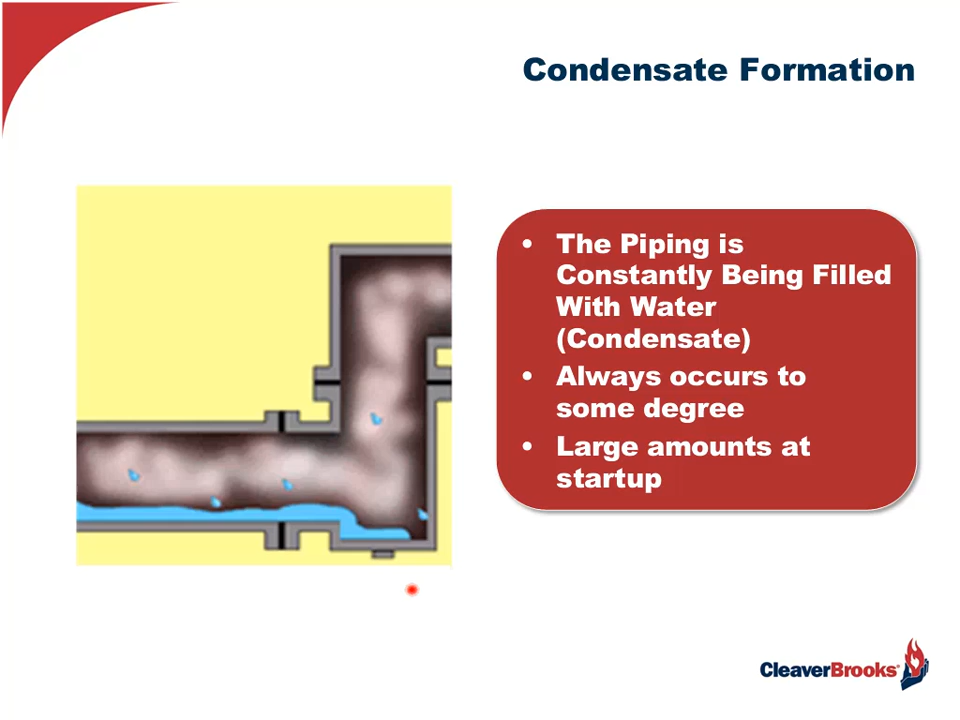 Condensate Formation
• The Piping is
Constantly Being Filled
With Water
(Condensate)
• Always occurs to
some degree
• Large amounts at
startup
CleaverBrooks®